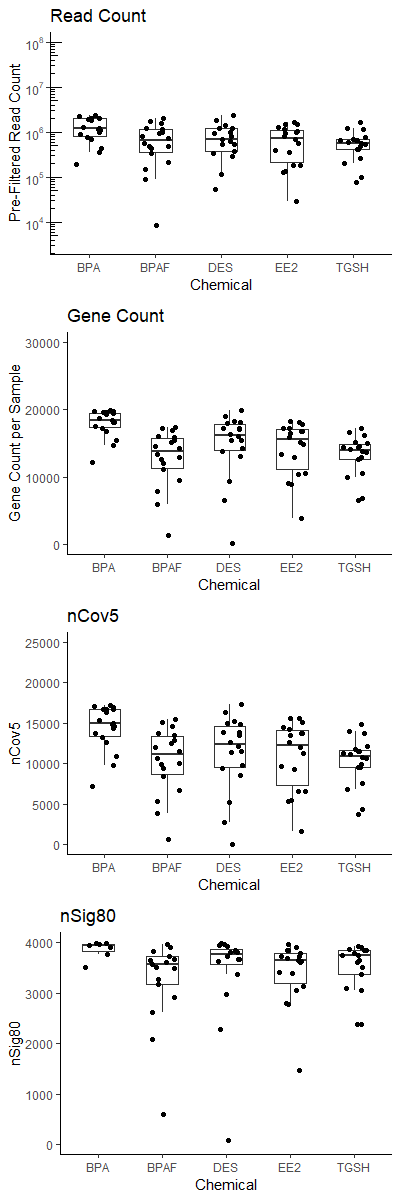 Read Count
Pre-Filtered Read Count
10^8
10^7
10^6
10^5
10^4
BPA BPAF DES EE2 TGSH
Chemical
Gene Count
Gene Count per Sample
30000
20000
10000
0
BPA BPAF DES EE2 TGSH
Chemical
nCov5
nCov5
25000
20000
15000
10000
5000
0
BPA BPAF DES EE2 TGSH
Chemical
nSig80
nSig80
4000
3000
2000
1000
0
BPA BPAF DES EE2 TGSH
Chemical